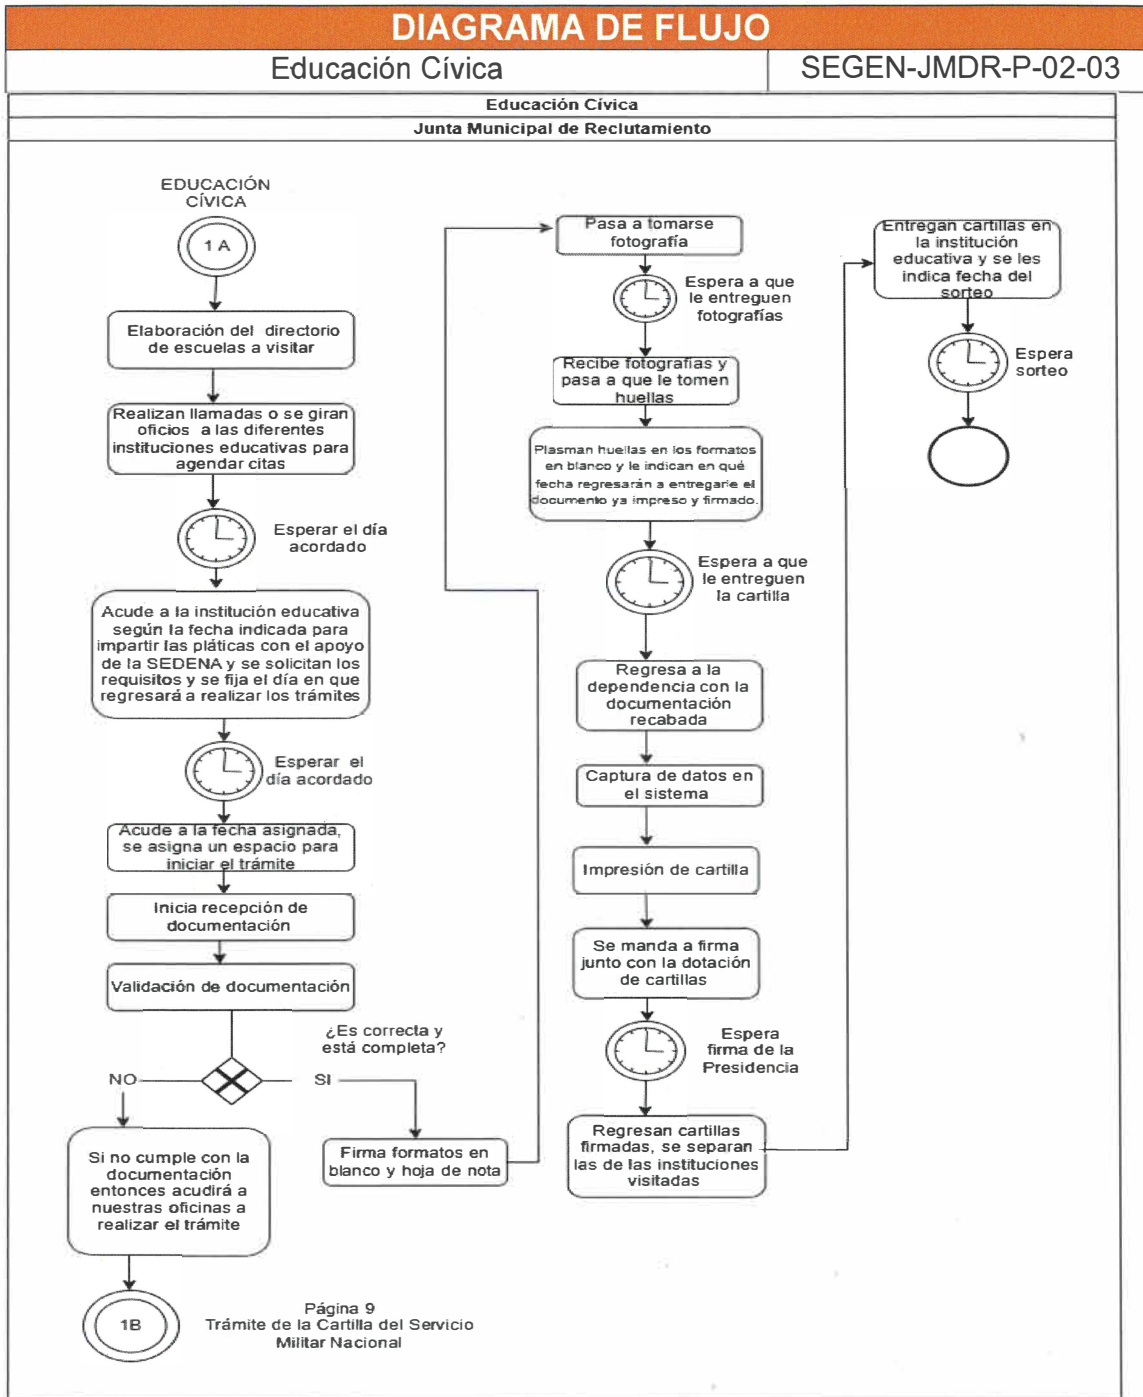 DIAGRAMA DE FLUJO
Educación Cívica
SEGEN-JMDR-P-02-03
Educación Cívica
Junta Municipal de Reclutamiento
EDUCACIÓN
CÍVICA
1 A
Elaboración del directorio
de escuelas a visitar
Realizan llamadas o se giran
oficios a las diferentes
instituciones educativas para
agendar citas
Esperar el día
acordado
Acude a la institución educativa
según la fecha indicada para
impartir las pláticas con el apoyo
de la SEDENA y se solicitan los
requisitos y se fija el día en que
regresará a realizar los trámites
Esperar el
día acordado
Acude a la fecha asignada,
se asigna un espacio para
iniciar el trámite
Inicia recepción de
documentación
Validación de documentación
¿Es correcta y
está completa?
NO
SI
Si no cumple con la
documentación
entonces acudirá a
nuestras oficinas a
realizar el trámite
1B
Página 9
Trámite de la Cartilla del Servicio
Militar Nacional
Firma formatos en
blanco y hoja de nota
Pasa a tomarse
fotografía
Espera a que
le entreguen
fotografías
Recibe fotografías y
pasa a que le tomen
huellas
Plasman huellas en los formatos
en blanco y le indican en qué
fecha regresarán a entregarle el
documento ya impreso y firmado.
Espera a que
le entreguen
la cartilla
Regresa a la
dependencia con la
documentación
recabada
Captura de datos en
el sistema
Impresión de cartilla
Se manda a firma
junto con la dotación
de cartillas
Espera
firma de la
Presidencia
Regresan cartillas
firmadas, se separan
las de las instituciones
visitadas
Entregan cartillas en
la institución
educativa y se les
indica fecha del
sorteo
Espera
sorteo